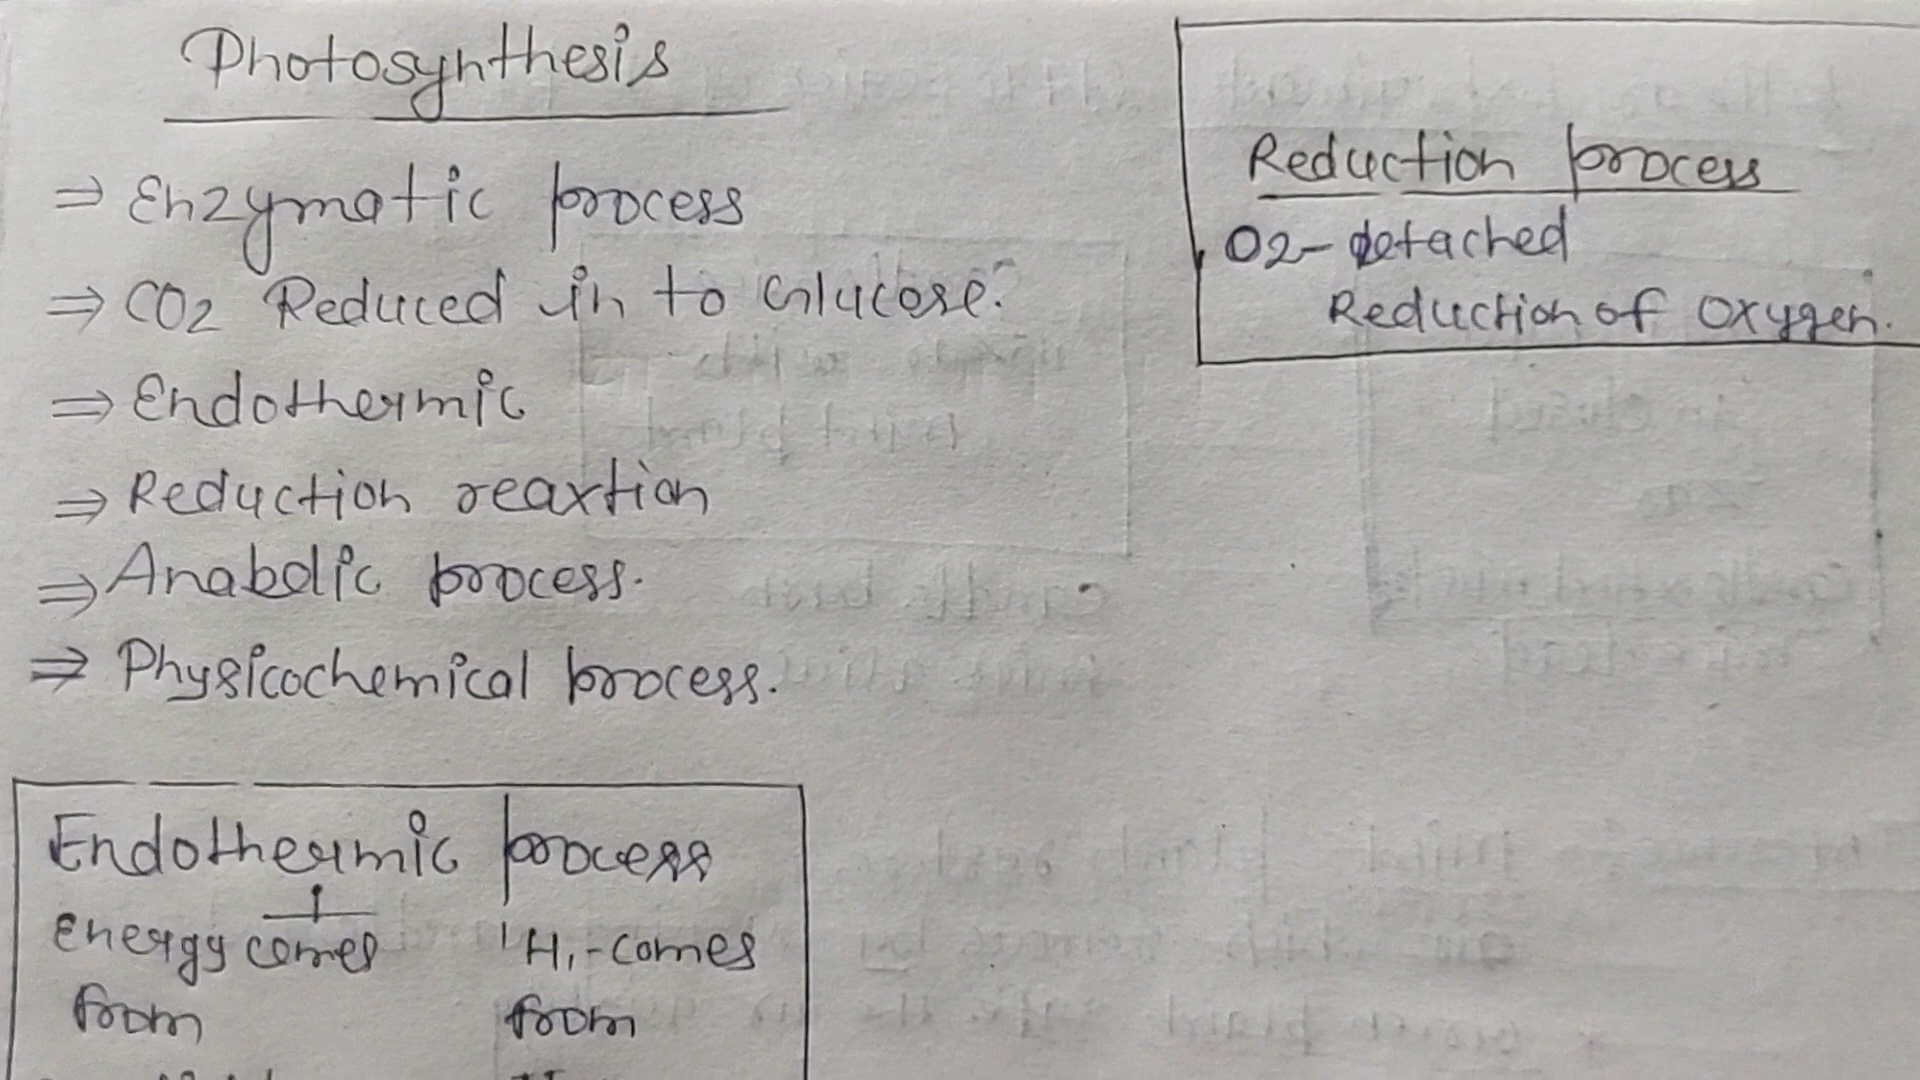 Photosynthesis
⇒ Enzymatic process
⇒ CO2 Reduced in to Glucose.
⇒ Endothermic
⇒ Reduction reaxtion
⇒ Anabolic process.
⇒ Physicochemical process.
Reduction process
O2- detached
Reduction of oxygen.
Endothermic process
Energy comes
from
H,-comes
from